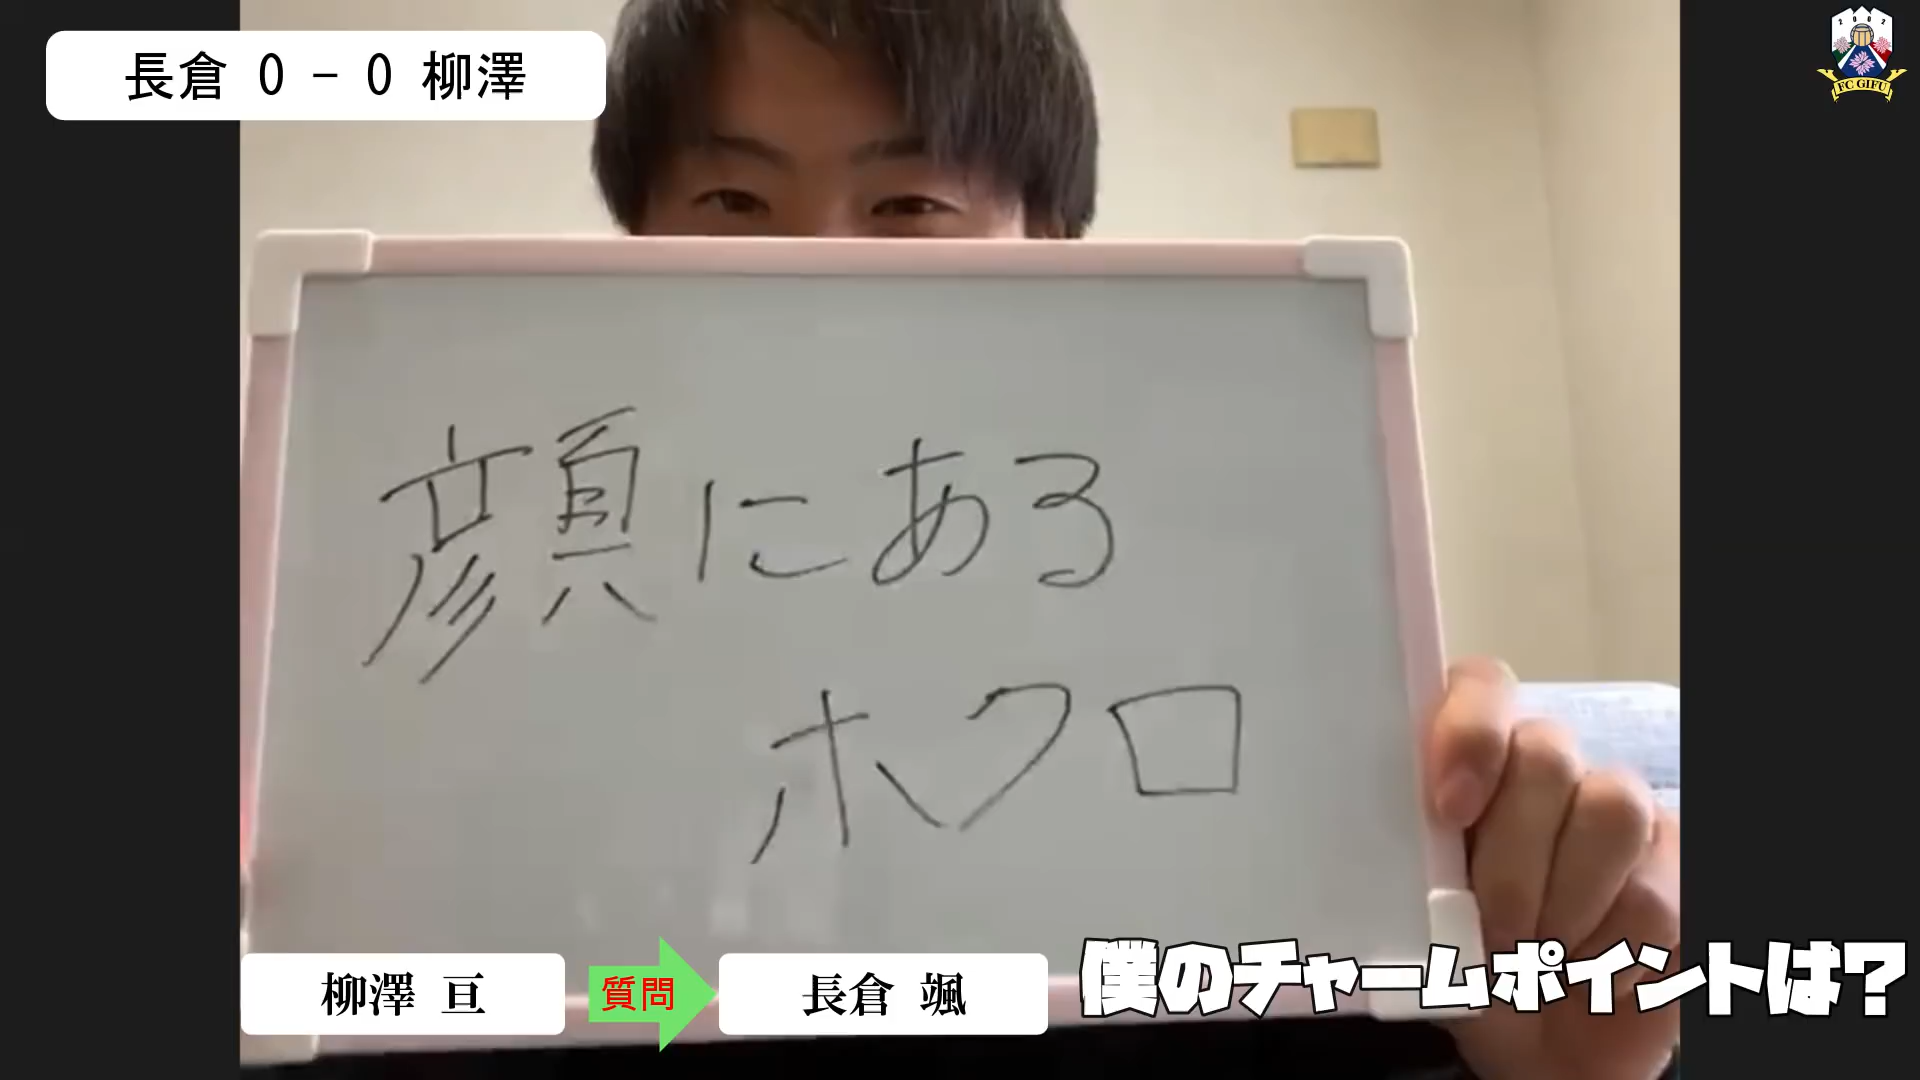 長倉 0 - 0 柳澤
2002
FC GIFU
顔にある
ホクロ
柳澤 亘
質問
長倉 颯
僕のチャームポイントは?